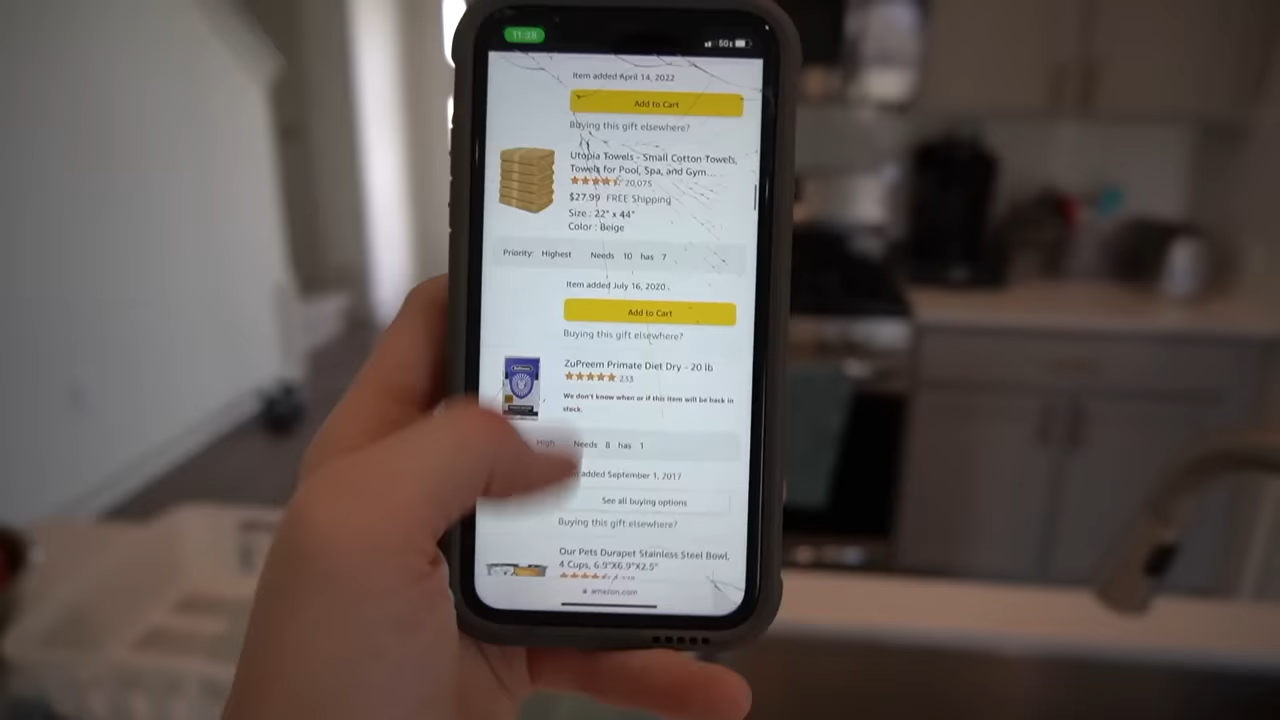 11:28
5G
Item added April 14, 2022
Add to Cart
Buying this gift elsewhere?
Utopia Towels - Small Cotton Towels,
Towels for Pool, Spa, and Gym...
20,075
$27.99 FREE Shipping
Size : 22" x 44"
Color : Beige
Priority: Highest Needs 10 has 7
Item added July 16, 2020
Add to Cart
Buying this gift elsewhere?
ZuPreem Primate Diet Dry - 20 lb
253
We don't know when or if this item will be back in
stock.
High Needs 8 has 1
added September 1, 2017
See all buying options
Buying this gift elsewhere?
Our Pets Durapet Stainless Steel Bowl,
4 Cups, 6.9"X6.9"X2.5"
amazon.com